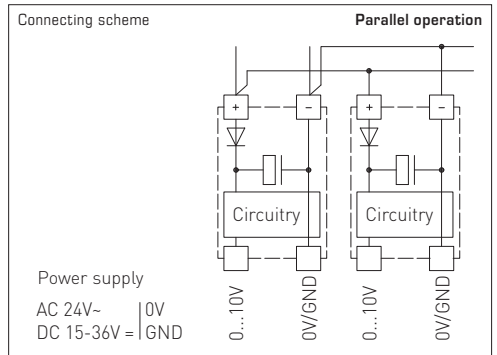 Connecting scheme
Parallel operation
+
–
+
–
Circuitry
Circuitry
Power supply
AC 24V~ | 0V
DC 15-36V = | GND
0...10V
0V/GND
0...10V
0V/GND